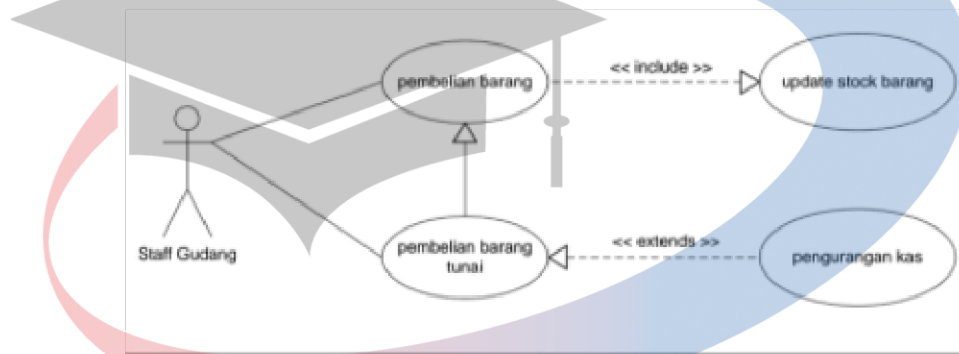 pembelian barang
<< include >>
update stock barang
Staff Gudang
pembelian barang
tunai
<< extends >>
pengurangan kas